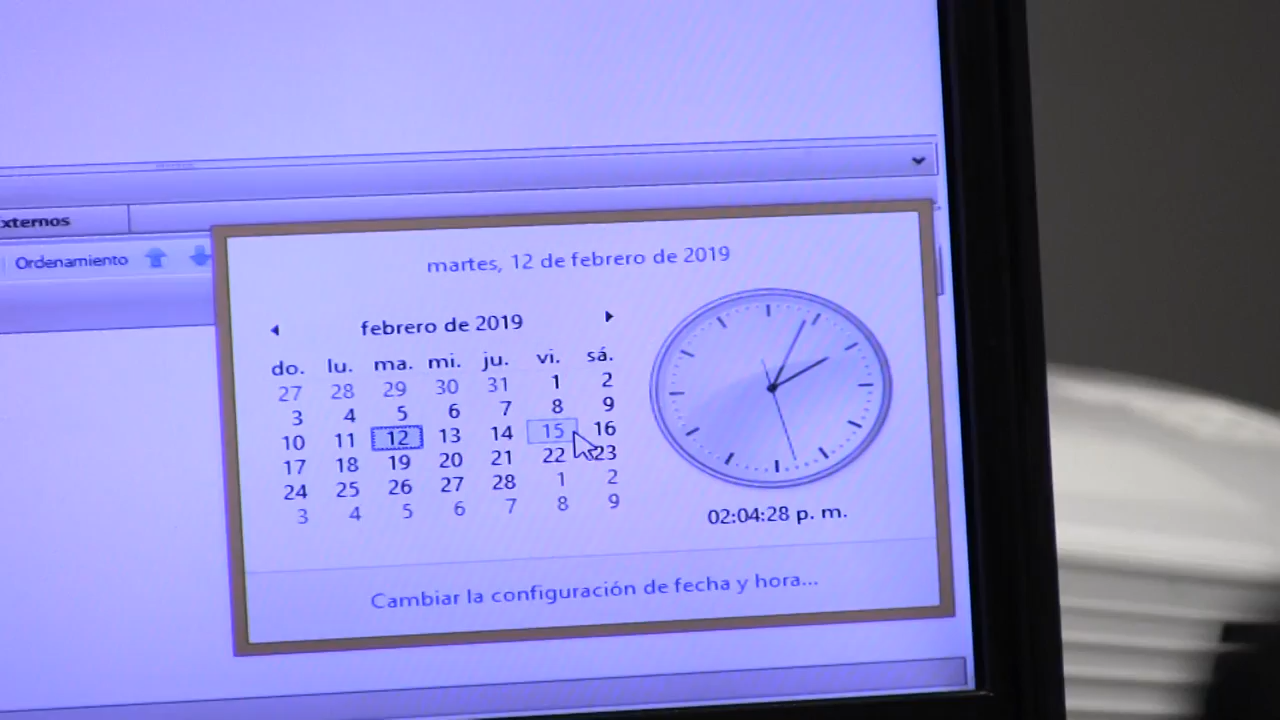 xternos
Ordenamiento
martes, 12 de febrero de 2019
febrero de 2019
do. lu. ma. mi. ju. vi. sá.
27 28 29 30 31 1 2
3 4 5 6 7 8 9
10 11 12 13 14 15 16
17 18 19 20 21 22 23
24 25 26 27 28 1 2
3 4 5 6 7 8 9
02:04:28 p. m.
Cambiar la configuración de fecha y hora...